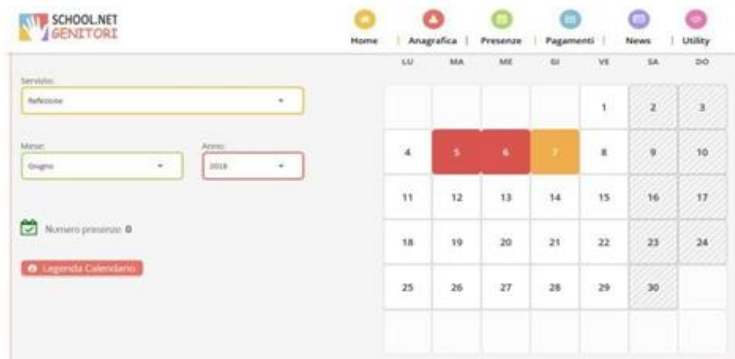 SCHOOL.NET
GENITORI
Home | Anagrafica | Presenze | Pagamenti | News | Utility
Servizio:
Refezione
Mese:
Giugno
Anno:
2018
Numero presenze: 0
Legenda Calendario
LU MA ME GI VE SA DO
1 2 3
4 5 6 7 8 9 10
11 12 13 14 15 16 17
18 19 20 21 22 23 24
25 26 27 28 29 30